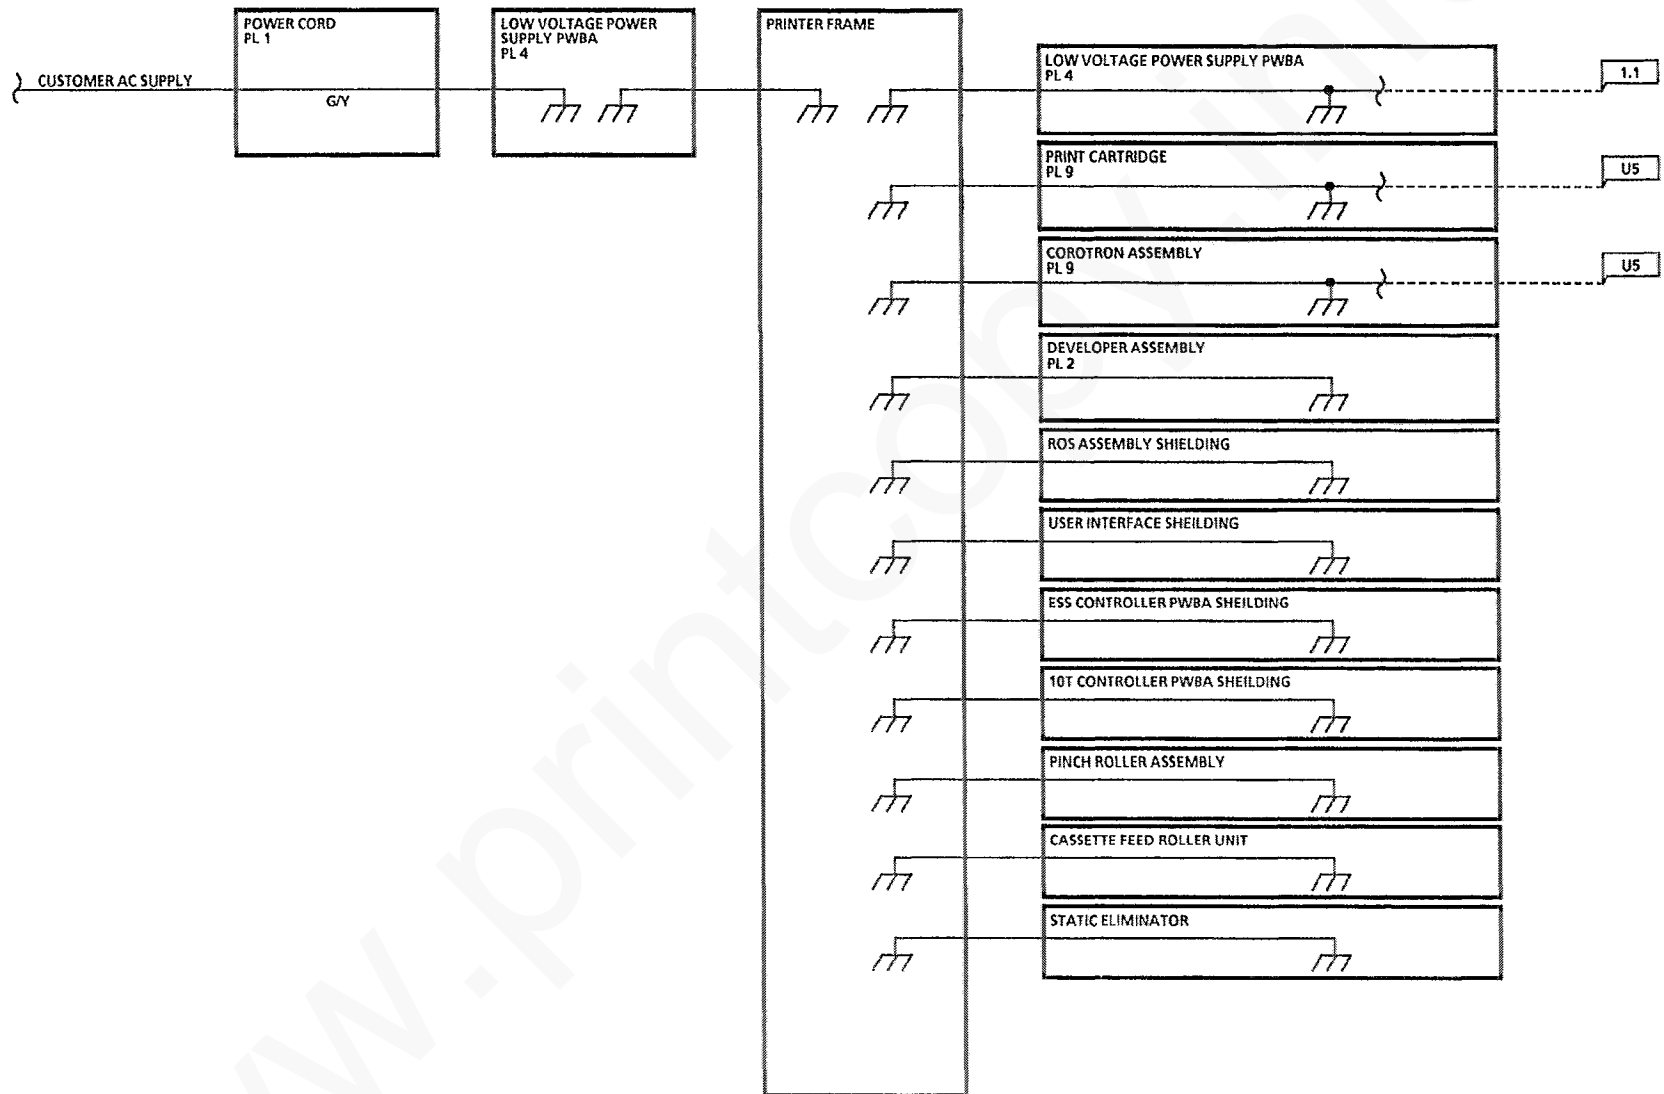 POWER CORD
PL 1
LOW VOLTAGE POWER
SUPPLY PWBA
PL 4
PRINTER FRAME
CUSTOMER AC SUPPLY
G/Y
LOW VOLTAGE POWER SUPPLY PWBA
PL 4
1.1
PRINT CARTRIDGE
PL 9
U5
COROTRON ASSEMBLY
PL 9
U5
DEVELOPER ASSEMBLY
PL 2
ROS ASSEMBLY SHIELDING
USER INTERFACE SHEILDING
ESS CONTROLLER PWBA SHEILDING
10T CONTROLLER PWBA SHEILDING
PINCH ROLLER ASSEMBLY
CASSETTE FEED ROLLER UNIT
STATIC ELIMINATOR
w.printcopy.in